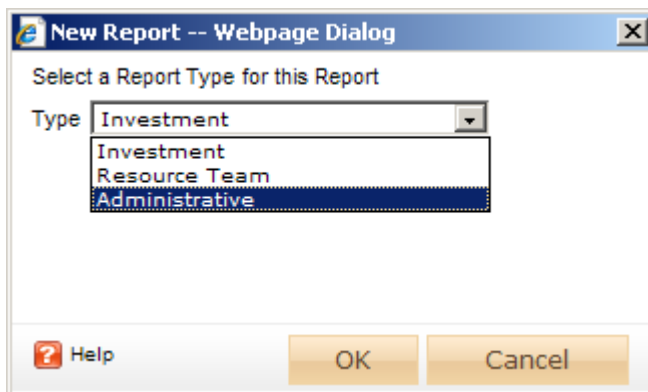 New Report -- Webpage Dialog
Select a Report Type for this Report
Type Investment
Investment
Resource Team
Administrative
Help OK Cancel